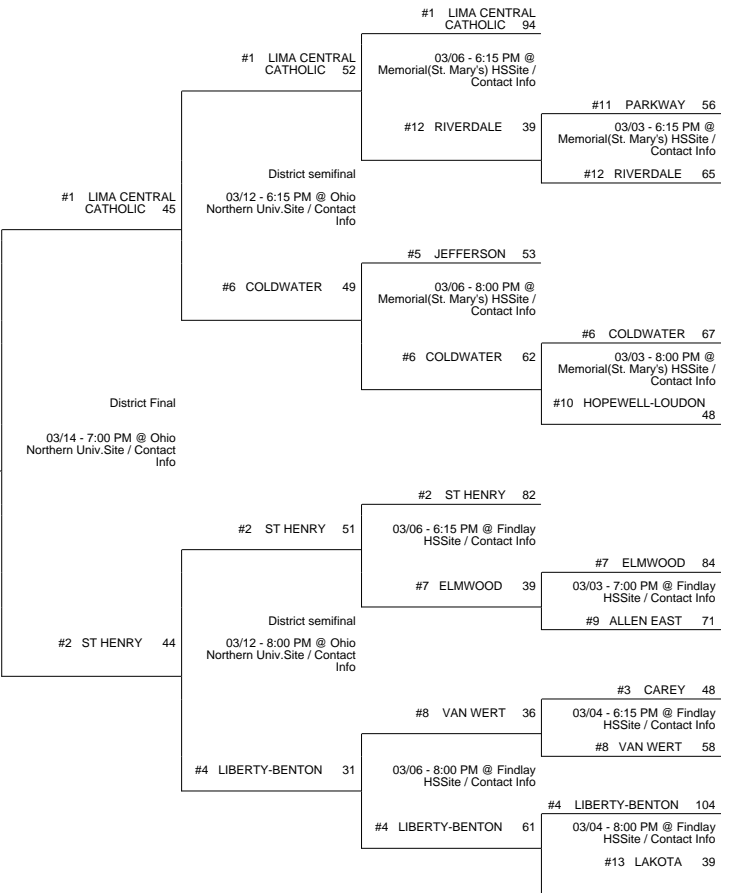 #1 LIMA CENTRAL
CATHOLIC 94
03/06 - 6:15 PM @
Memorial(St. Mary's) HSSite /
Contact Info
#1 LIMA CENTRAL
CATHOLIC 52
#11 PARKWAY 56
03/03 - 6:15 PM @
Memorial(St. Mary's) HSSite /
Contact Info
#12 RIVERDALE 39
#12 RIVERDALE 65
District semifinal
03/12 - 6:15 PM @ Ohio
Northern Univ.Site / Contact
Info
#1 LIMA CENTRAL
CATHOLIC 45
#5 JEFFERSON 53
03/06 - 8:00 PM @
Memorial(St. Mary's) HSSite /
Contact Info
#6 COLDWATER 49
#6 COLDWATER 67
03/03 - 8:00 PM @
Memorial(St. Mary's) HSSite /
Contact Info
#6 COLDWATER 62
#10 HOPEWELL-LOUDON
48
District Final
03/14 - 7:00 PM @ Ohio
Northern Univ.Site / Contact
Info
#2 ST HENRY 82
03/06 - 6:15 PM @ Findlay
HSSite / Contact Info
#2 ST HENRY 51
#7 ELMWOOD 84
03/03 - 7:00 PM @ Findlay
HSSite / Contact Info
#7 ELMWOOD 39
#9 ALLEN EAST 71
District semifinal
03/12 - 8:00 PM @ Ohio
Northern Univ.Site / Contact
Info
#2 ST HENRY 44
#3 CAREY 48
03/04 - 6:15 PM @ Findlay
HSSite / Contact Info
#8 VAN WERT 36
#8 VAN WERT 58
03/06 - 8:00 PM @ Findlay
HSSite / Contact Info
#4 LIBERTY-BENTON 31
#4 LIBERTY-BENTON 104
03/04 - 8:00 PM @ Findlay
HSSite / Contact Info
#4 LIBERTY-BENTON 61
#13 LAKOTA 39